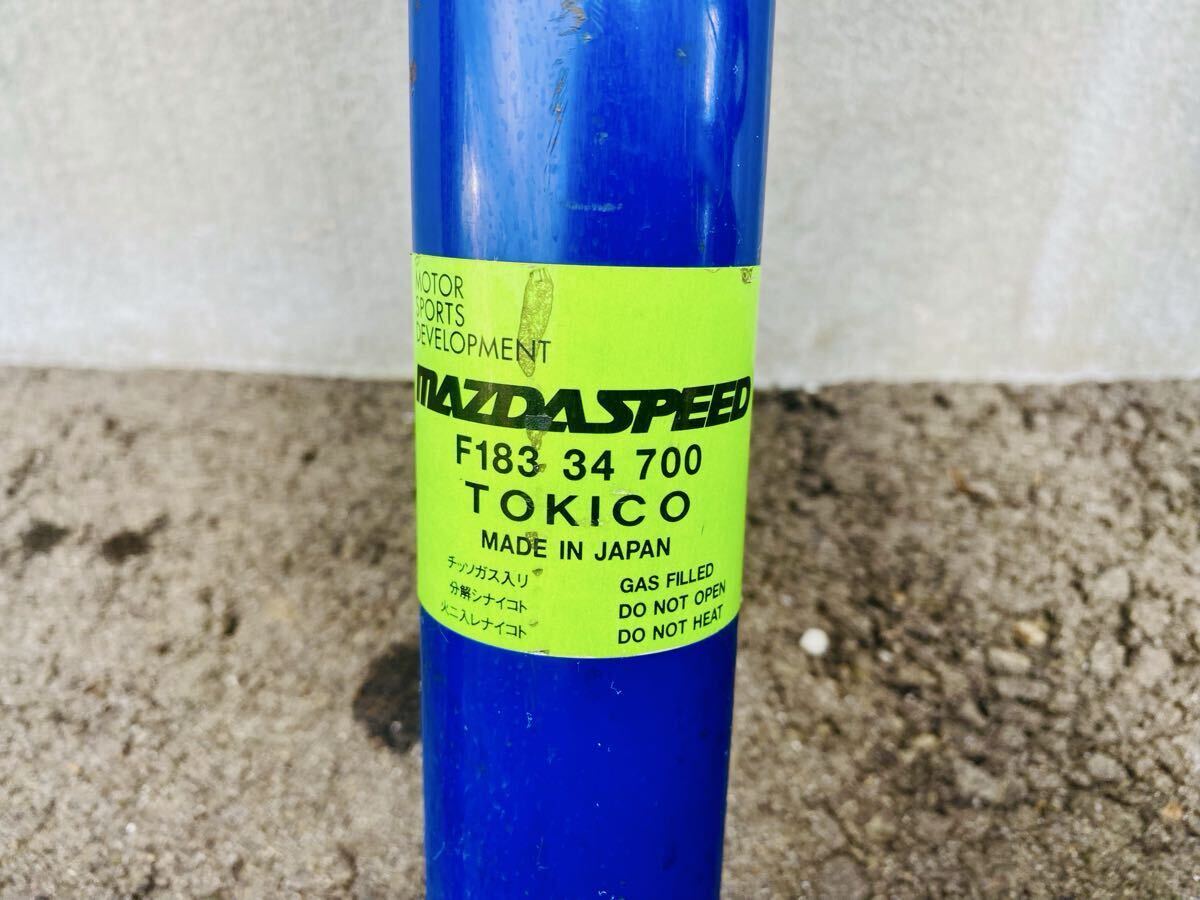 MOTOR
SPORTS
DEVELOPMENT
MAZDASPEED
F183 34 700
TOKICO
MADE IN JAPAN
チッソガス入リ
分解シナイコト
火ニ入レナイコト
GAS FILLED
DO NOT OPEN
DO NOT HEAT